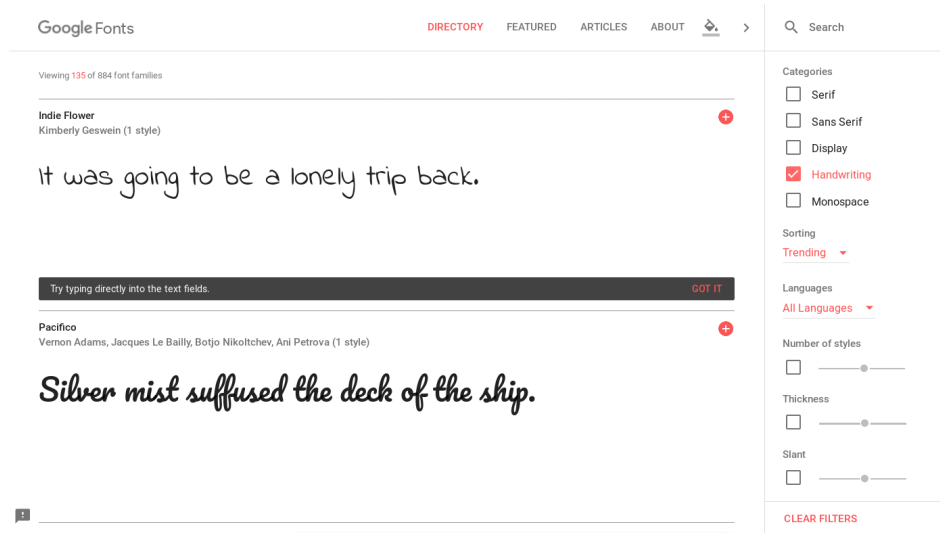 Google Fonts
DIRECTORY FEATURED ARTICLES ABOUT
Search
Viewing 135 of 884 font families
Indie Flower
Kimberly Geswein (1 style)
It was going to be a lonely trip back.
Try typing directly into the text fields. GOT IT
Pacifico
Vernon Adams, Jacques Le Bailly, Botjo Nikoltchev, Ani Petrova (1 style)
Silver mist suffused the deck of the ship.
Categories
Serif
Sans Serif
Display
Handwriting
Monospace
Sorting
Trending
Languages
All Languages
Number of styles
Thickness
Slant
CLEAR FILTERS